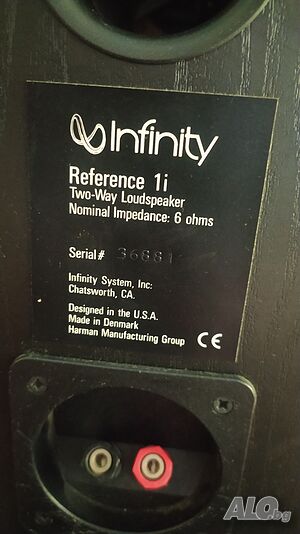 Infinity
Reference 1i
Two-Way Loudspeaker
Nominal Impedance: 6 ohms
Serial# 36881
Infinity System, Inc:
Chatsworth, CA.
Designed in the U.S.A.
Made in Denmark
Harman Manufacturing Group CE
ALO.bg